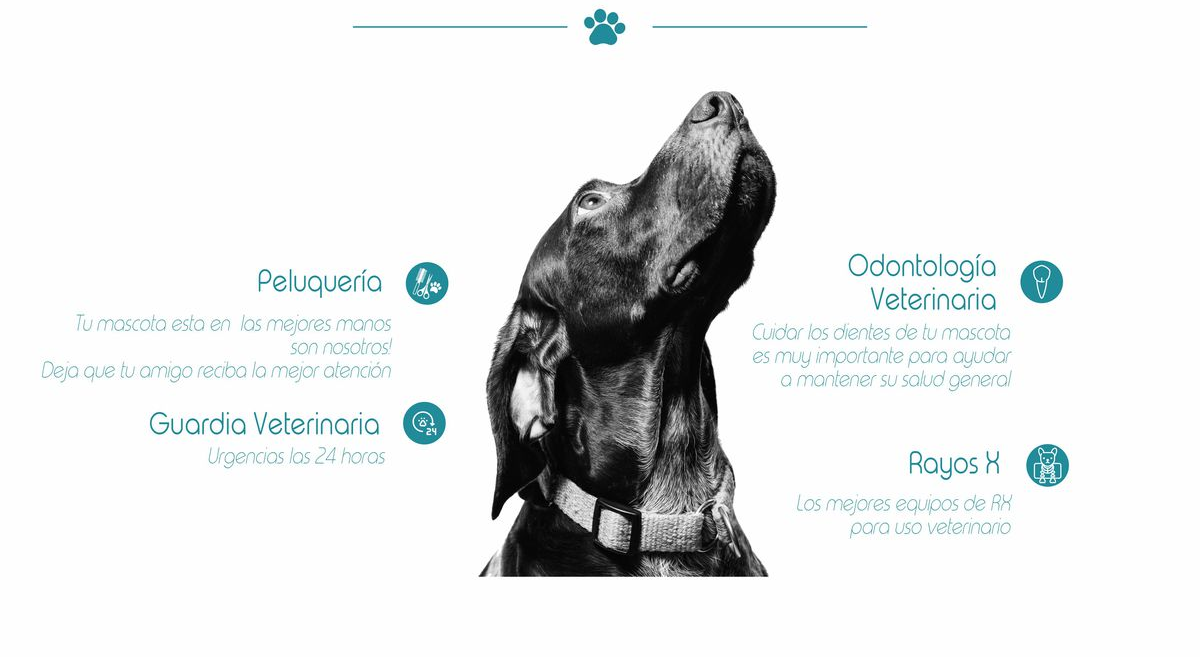 Peluquería
Tu mascota esta en las mejores manos
son nosotros!
Deja que tu amigo reciba la mejor atención
Guardia Veterinaria
24
Urgencias las 24 horas
Odontología
Veterinaria
Cuidar los dientes de tu mascota
es muy importante para ayudar
a mantener su salud general
Rayos X
Los mejores equipos de RX
para uso veterinario